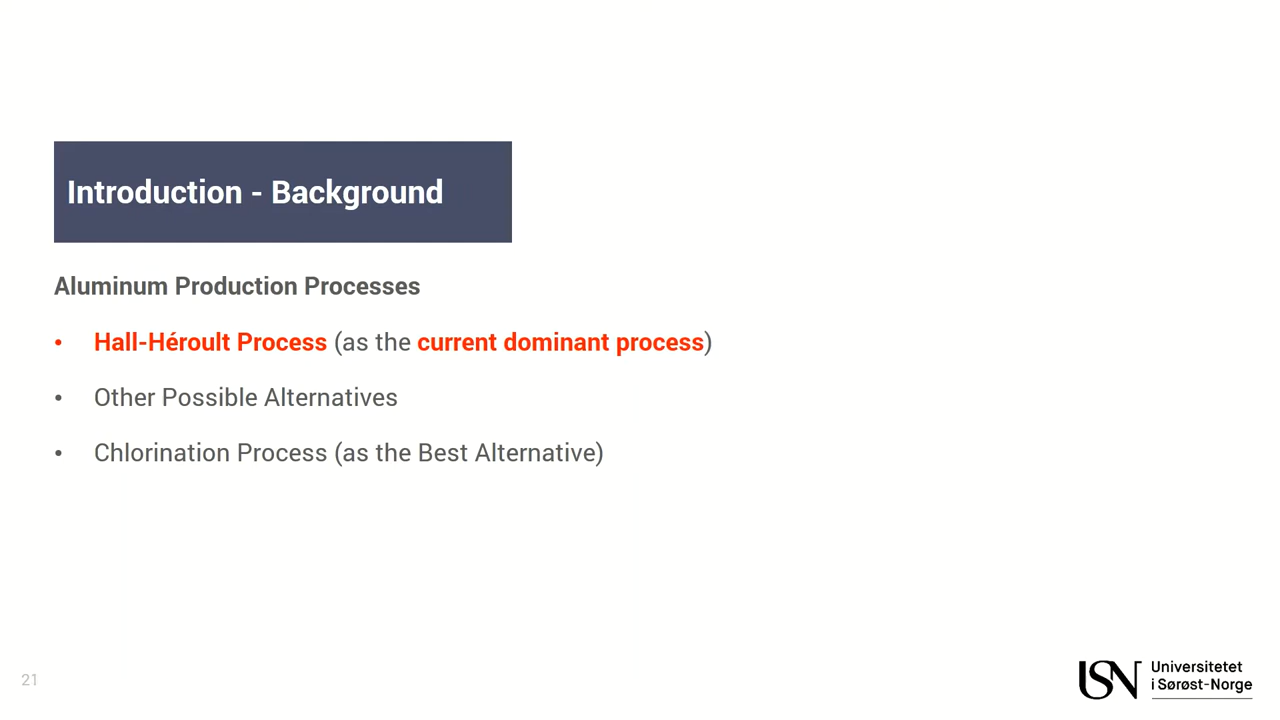 Introduction - Background
Aluminum Production Processes
• Hall-Héroult Process (as the current dominant process)
• Other Possible Alternatives
• Chlorination Process (as the Best Alternative)
21
USN
Universitetet
i Sørøst-Norge